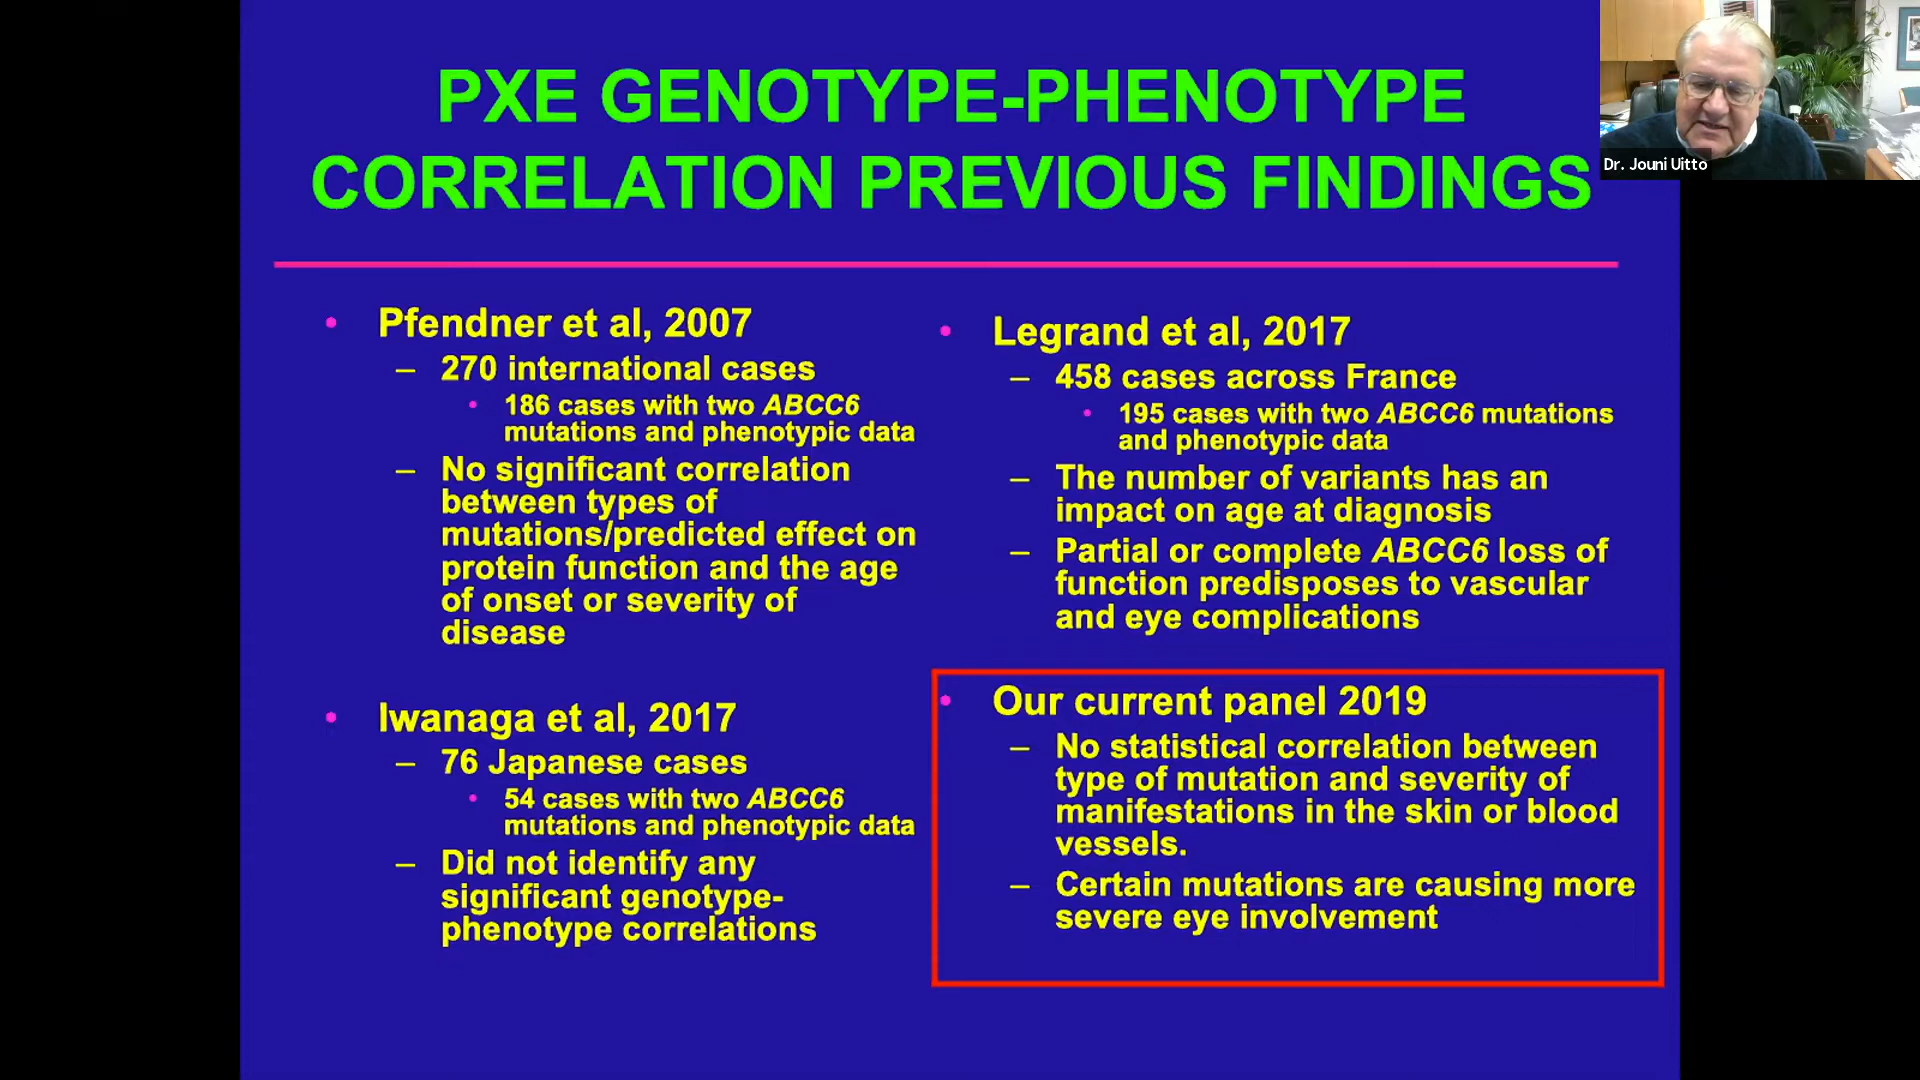 PXE GENOTYPE-PHENOTYPE
CORRELATION PREVIOUS FINDINGS
Dr. Jouni Uitto
• Pfendner et al, 2007
– 270 international cases
• 186 cases with two ABCC6
mutations and phenotypic data
– No significant correlation
between types of
mutations/predicted effect on
protein function and the age
of onset or severity of
disease
• Iwanaga et al, 2017
– 76 Japanese cases
• 54 cases with two ABCC6
mutations and phenotypic data
– Did not identify any
significant genotype-
phenotype correlations
• Legrand et al, 2017
– 458 cases across France
• 195 cases with two ABCC6 mutations
and phenotypic data
– The number of variants has an
impact on age at diagnosis
– Partial or complete ABCC6 loss of
function predisposes to vascular
and eye complications
• Our current panel 2019
– No statistical correlation between
type of mutation and severity of
manifestations in the skin or blood
vessels.
– Certain mutations are causing more
severe eye involvement